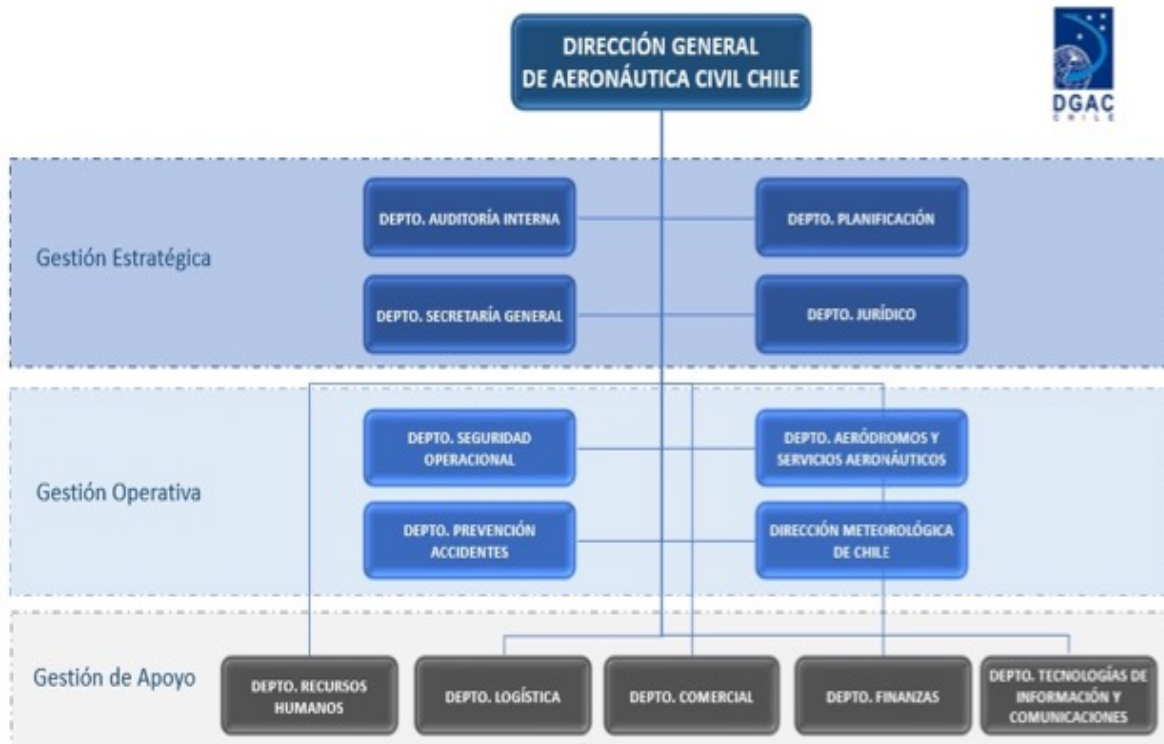 DIRECCIÓN GENERAL
DE AERONÁUTICA CIVIL CHILE
DGAC
CHILE
Gestión Estratégica
DEPTO. AUDITORÍA INTERNA
DEPTO. PLANIFICACIÓN
DEPTO. SECRETARÍA GENERAL
DEPTO. JURÍDICO
Gestión Operativa
DEPTO. SEGURIDAD
OPERACIONAL
DEPTO. AERÓDROMOS Y
SERVICIOS AERONÁUTICOS
DEPTO. PREVENCIÓN
ACCIDENTES
DIRECCIÓN METEOROLÓGICA
DE CHILE
Gestión de Apoyo
DEPTO. RECURSOS
HUMANOS
DEPTO. LOGÍSTICA
DEPTO. COMERCIAL
DEPTO. FINANZAS
DEPTO. TECNOLOGÍAS DE
INFORMACIÓN Y
COMUNICACIONES